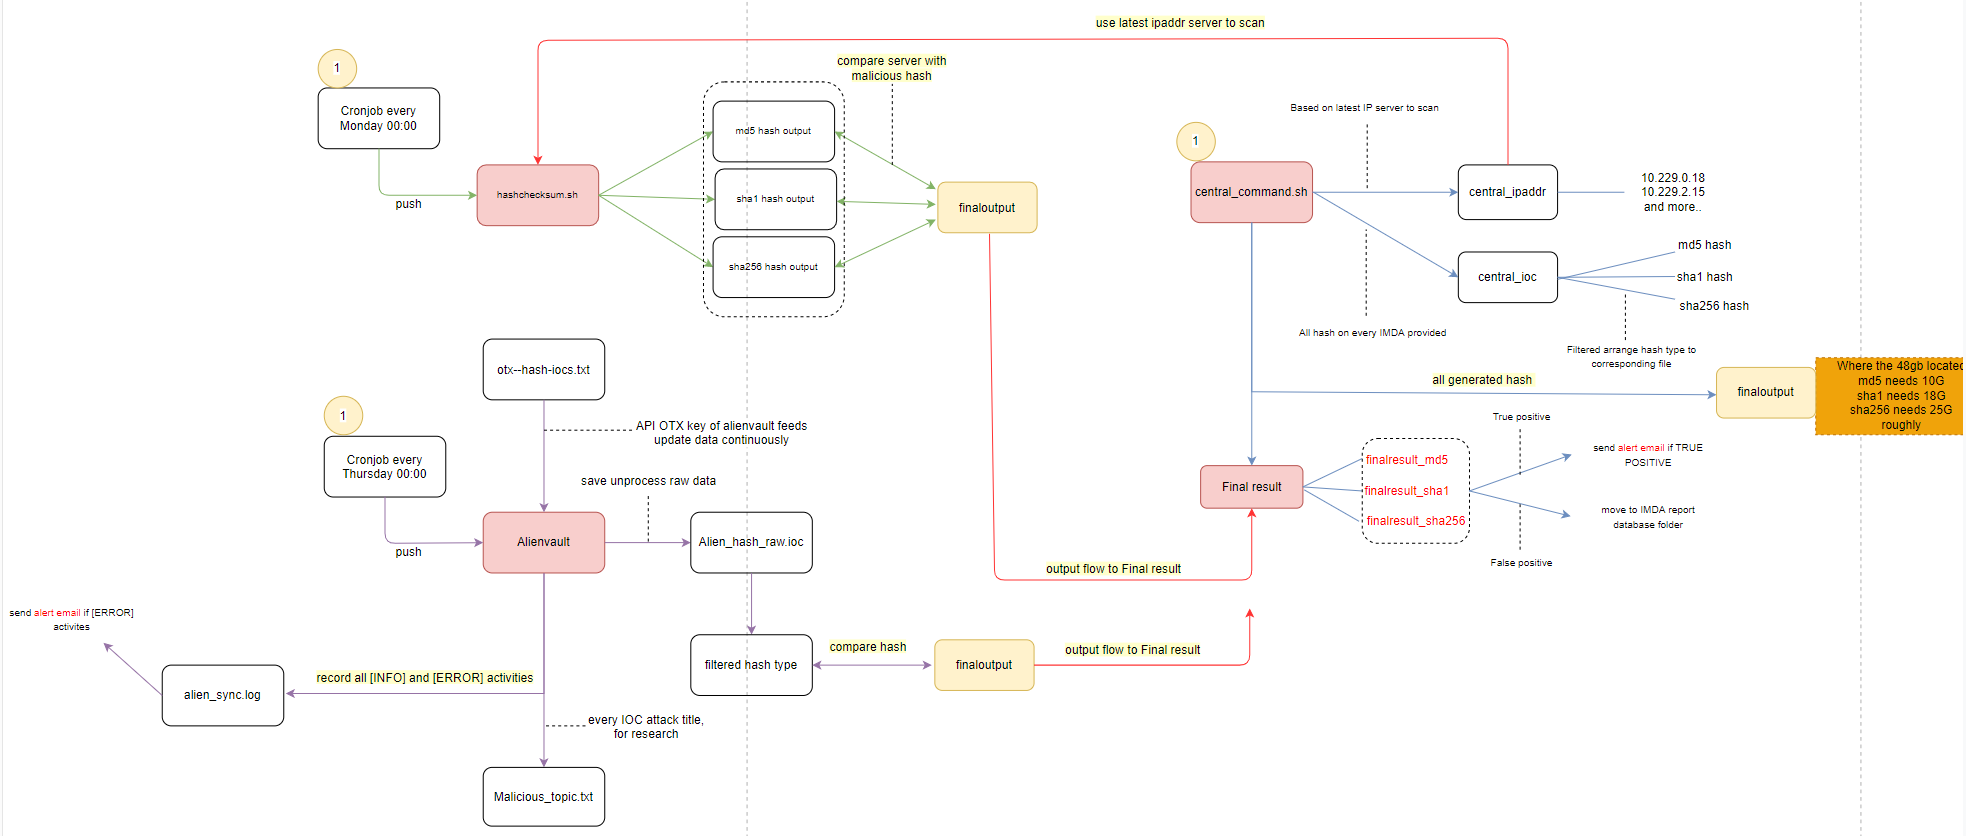 use latest ipaddr server to scan
1
Cronjob every
Monday 00:00
push
hashchecksum.sh
md5 hash output
sha1 hash output
sha256 hash output
compare server with
malicious hash
finaloutput
1
central_command.sh
Based on latest IP server to scan
central_ipaddr
10.229.0.18
10.229.2.15
and more..
central_ioc
md5 hash
sha1 hash
sha256 hash
All hash on every IMDA provided
Filtered arrange hash type to
corresponding file
all generated hash
finaloutput
Where the 48gb located
md5 needs 10G
sha1 needs 18G
sha256 needs 25G
roughly
otx--hash-iocs.txt
API OTX key of alienvault feeds
update data continuously
1
Cronjob every
Thursday 00:00
push
Alienvault
save unprocess raw data
Alien_hash_raw.ioc
Final result
finalresult_md5
finalresult_sha1
finalresult_sha256
True positive
send alert email if TRUE
POSITIVE
move to IMDA report
database folder
False positive
output flow to Final result
send alert email if [ERROR]
activites
alien_sync.log
record all [INFO] and [ERROR] activities
filtered hash type
compare hash
finaloutput
output flow to Final result
every IOC attack title,
for research
Malicious_topic.txt